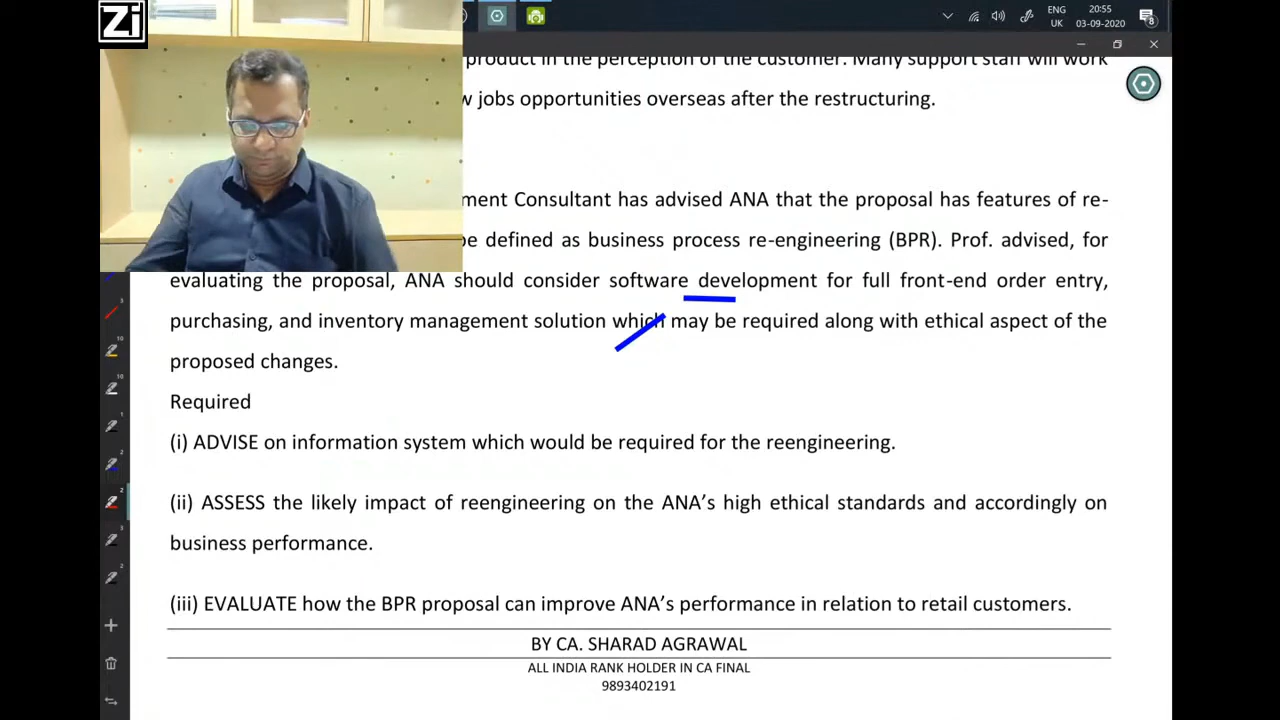 Zi
ENG
UK
20:55
03-09-2020
8
product in the perception of the customer. Many support staff will work
jobs opportunities overseas after the restructuring.
ment Consultant has advised ANA that the proposal has features of re-
be defined as business process re-engineering (BPR). Prof. advised, for
evaluating the proposal, ANA should consider software development for full front-end order entry,
purchasing, and inventory management solution which may be required along with ethical aspect of the
proposed changes.
Required
(i) ADVISE on information system which would be required for the reengineering.
(ii) ASSESS the likely impact of reengineering on the ANA's high ethical standards and accordingly on
business performance.
(iii) EVALUATE how the BPR proposal can improve ANA's performance in relation to retail customers.
BY CA. SHARAD AGRAWAL
ALL INDIA RANK HOLDER IN CA FINAL
9893402191